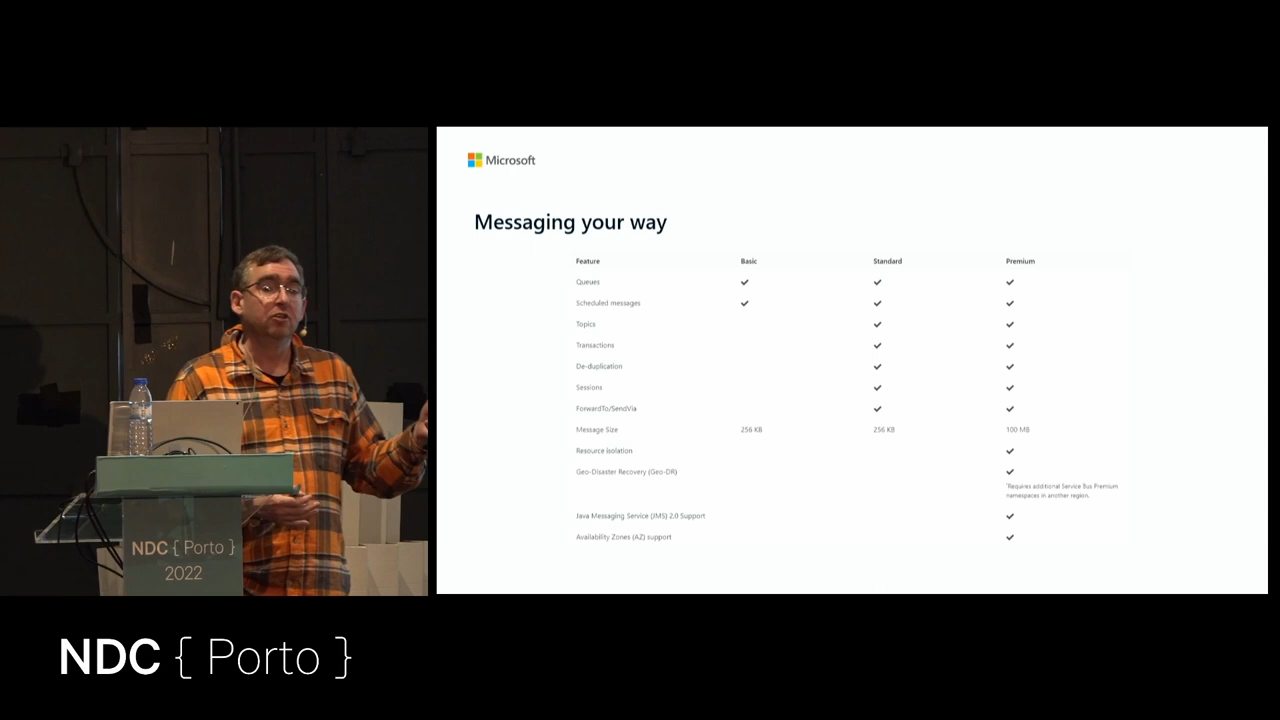 Microsoft
Messaging your way
Feature Basic Standard Premium
Queues ✓ ✓ ✓
Scheduled messages ✓ ✓ ✓
Topics ✓ ✓
Transactions ✓ ✓
De-duplication ✓ ✓
Sessions ✓ ✓
ForwardTo/SendVia ✓ ✓
Message Size 256 KB 256 KB 100 MB
Resource isolation ✓
Geo-Disaster Recovery (Geo-DR) ✓
*Requires additional Service Bus Premium
namespaces in another region.
Java Messaging Service (JMS) 2.0 Support ✓
Availability Zones (AZ) support ✓
NDC { Porto }
2022
NDC { Porto }